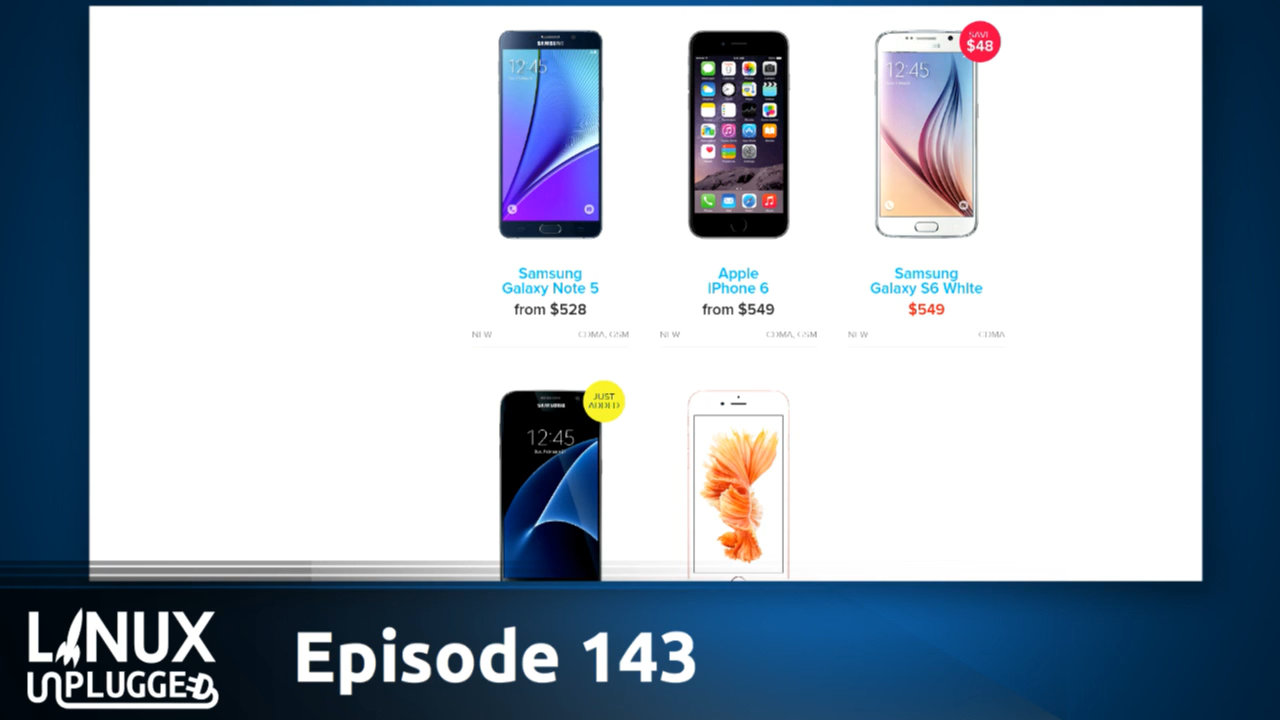 SAMSUNG
12:45
12:45
SAVE
$48
Samsung
Galaxy Note 5
from $528
NEW CDMA, GSM
Apple
iPhone 6
from $549
NEW CDMA, GSM
Samsung
Galaxy S6 White
$549
NEW CDMA
SAMSUNG
12:45
JUST
ADDED
LINUX
UNPLUGGED
Episode 143